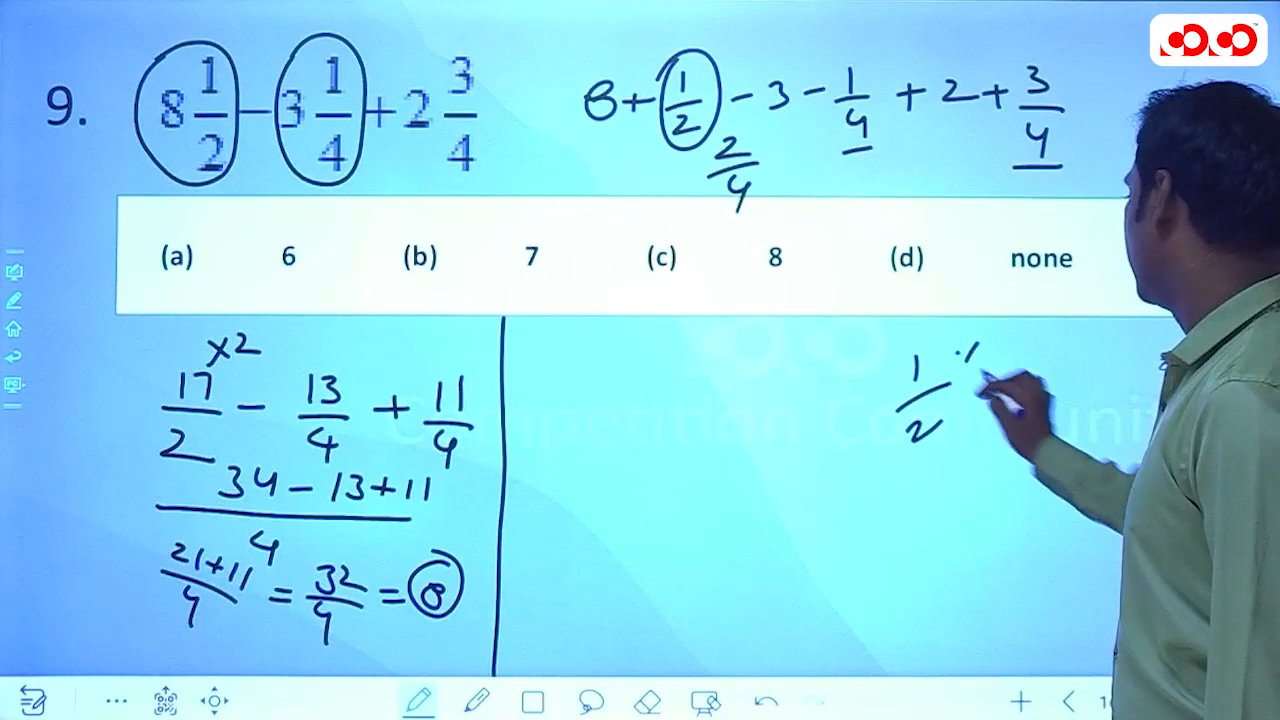 9. 8 1/2 - 3 1/4 + 2 3/4
8 + 1/2 - 3 - 1/4 + 2 + 3/4
2/4
(a) 6 (b) 7 (c) 8 (d) none
×2
17/2 - 13/4 + 11/4
34 - 13 + 11
4
21+11/4 = 32/4 = 8
1/2